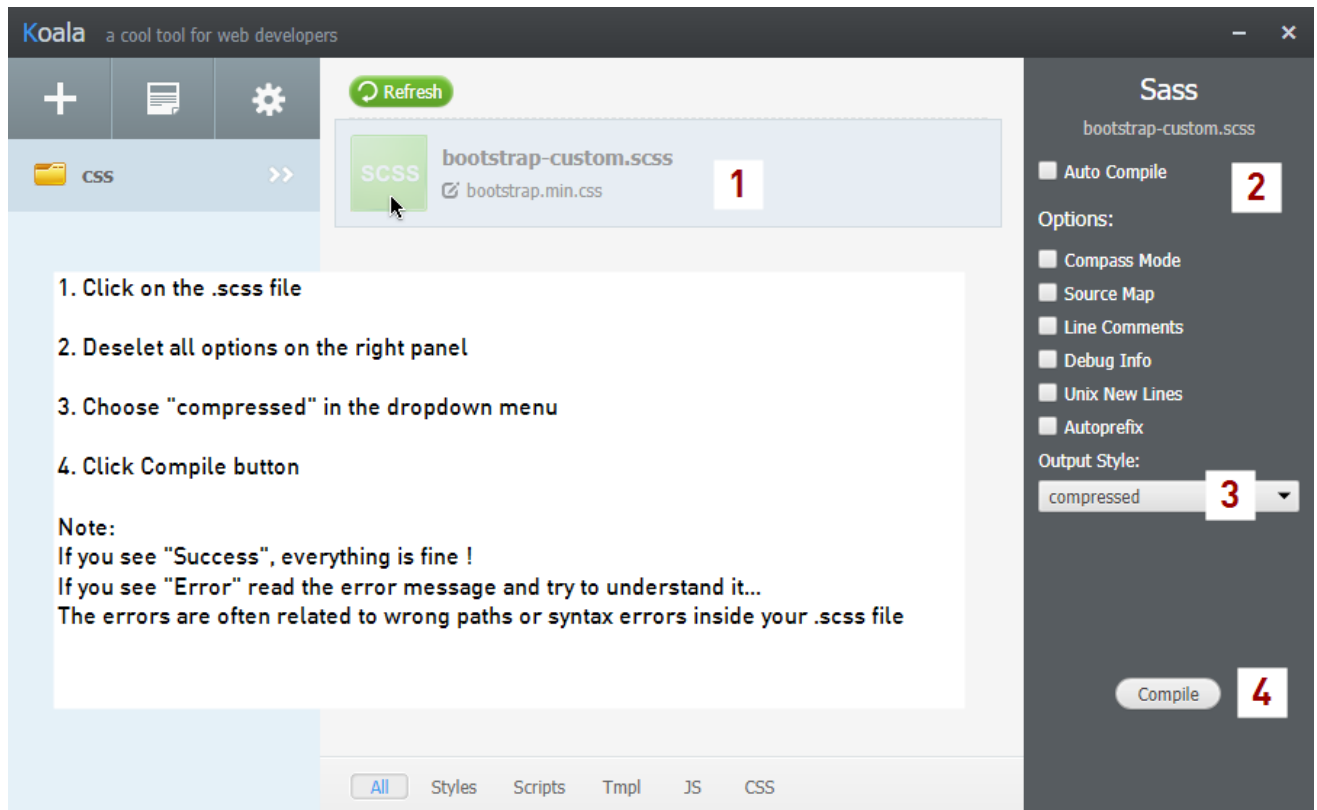 Koala a cool tool for web developers
Refresh
css
SCSS
bootstrap-custom.scss
bootstrap.min.css
1
1. Click on the .scss file
2. Deselet all options on the right panel
3. Choose "compressed" in the dropdown menu
4. Click Compile button
Note:
If you see "Success", everything is fine !
If you see "Error" read the error message and try to understand it...
The errors are often related to wrong paths or syntax errors inside your .scss file
All Styles Scripts Tmpl JS CSS
Sass
bootstrap-custom.scss
Auto Compile
2
Options:
Compass Mode
Source Map
Line Comments
Debug Info
Unix New Lines
Autoprefix
Output Style:
compressed
3
Compile
4